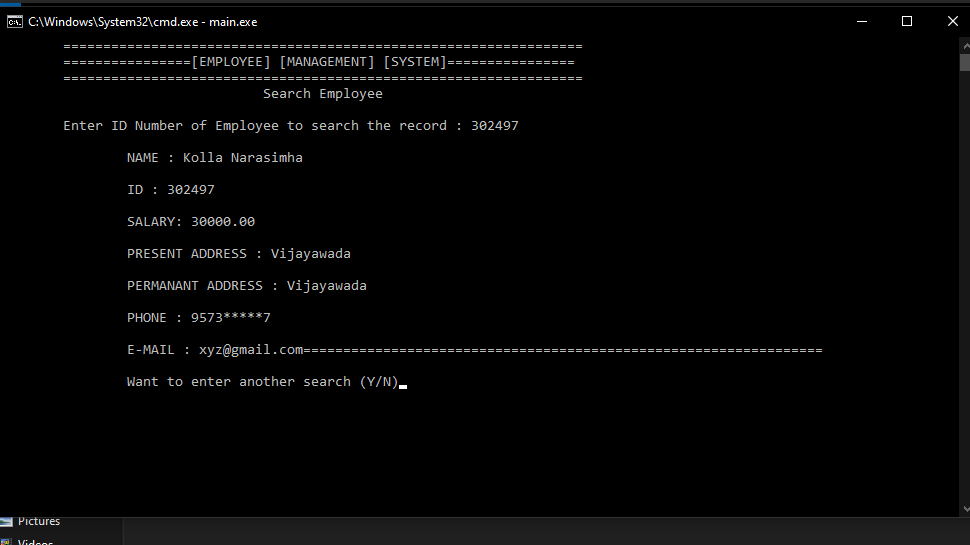 C:\Windows\System32\cmd.exe - main.exe
=================================================================
================[EMPLOYEE] [MANAGEMENT] [SYSTEM]================
=================================================================
Search Employee
Enter ID Number of Employee to search the record : 302497
NAME : Kolla Narasimha
ID : 302497
SALARY: 30000.00
PRESENT ADDRESS : Vijayawada
PERMANANT ADDRESS : Vijayawada
PHONE : 9573*****7
E-MAIL : xyz@gmail.com=================================================================
Want to enter another search (Y/N)
Pictures
Videos